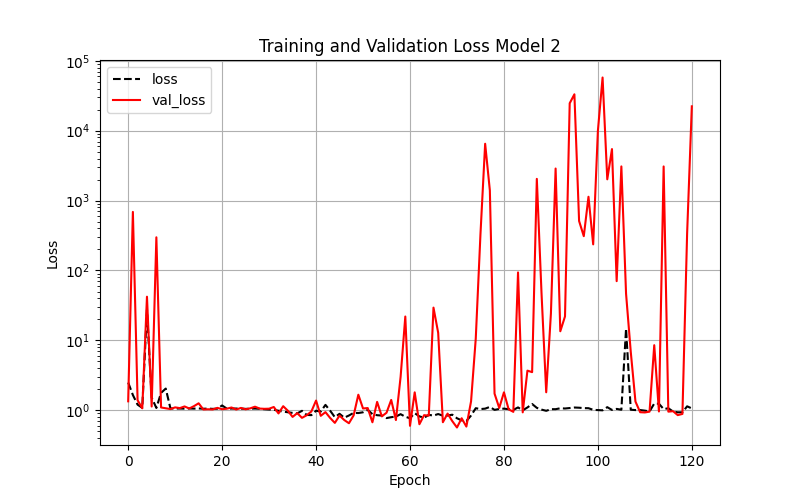 Training and Validation Loss Model 2
loss
val_loss
10^5
10^4
10^3
10^2
10^1
10^0
Loss
0 20 40 60 80 100 120
Epoch